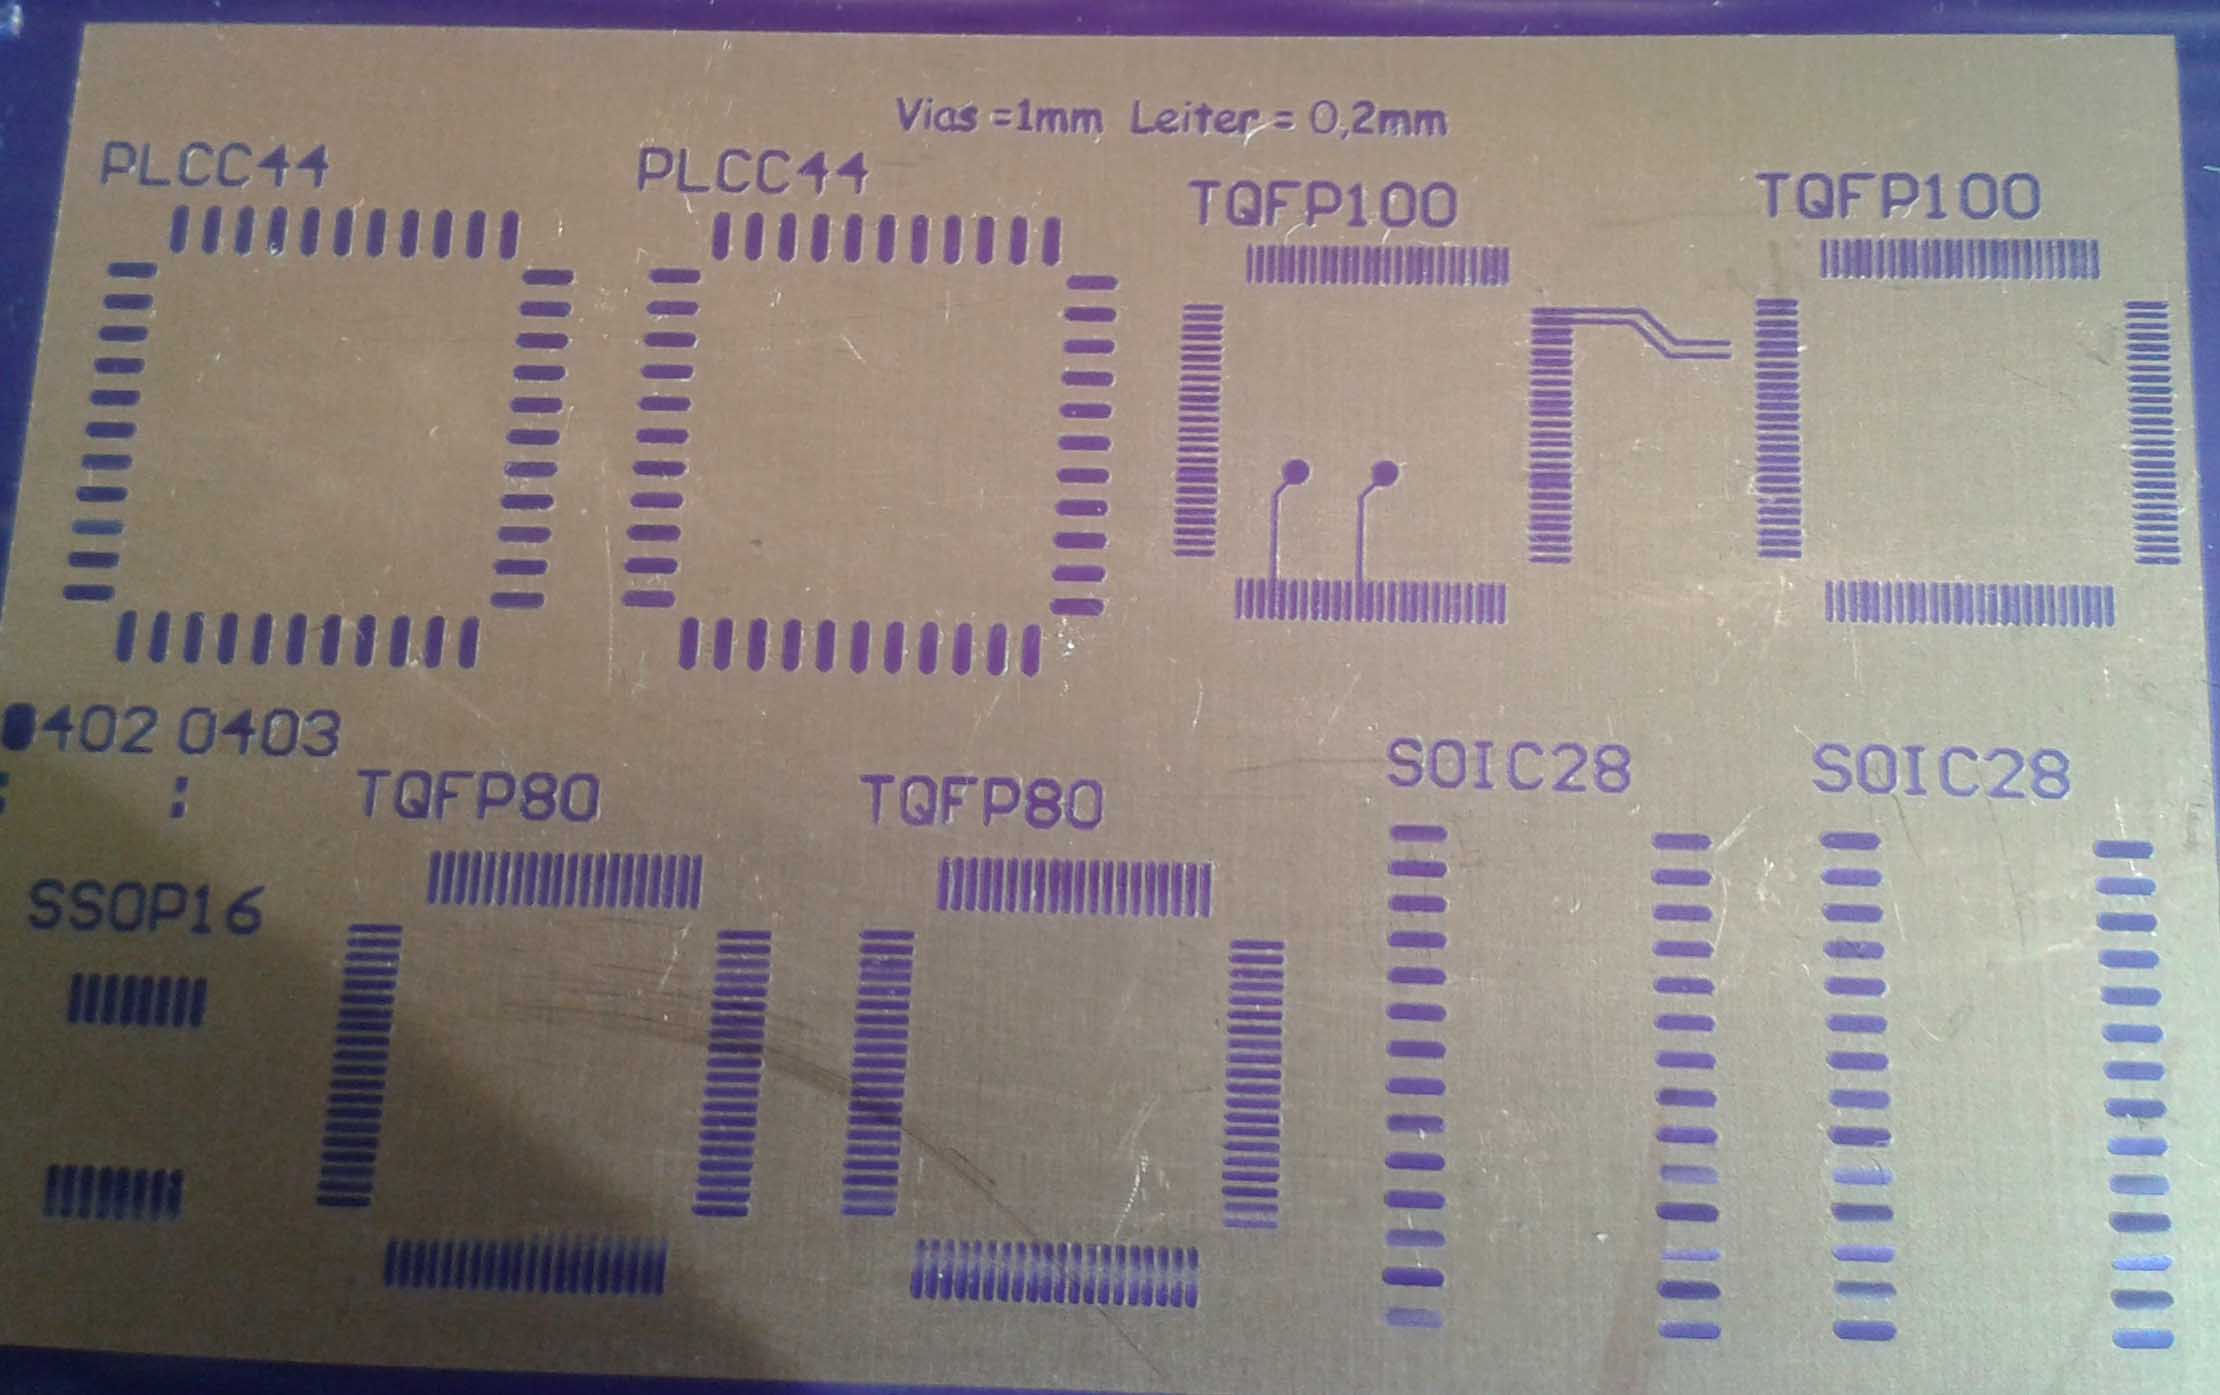 Vias =1mm Leiter = 0,2mm
PLCC44 PLCC44 TQFP100 TQFP100
0402 0403
TQFP80 TQFP80 SOIC28 SOIC28
SSOP16